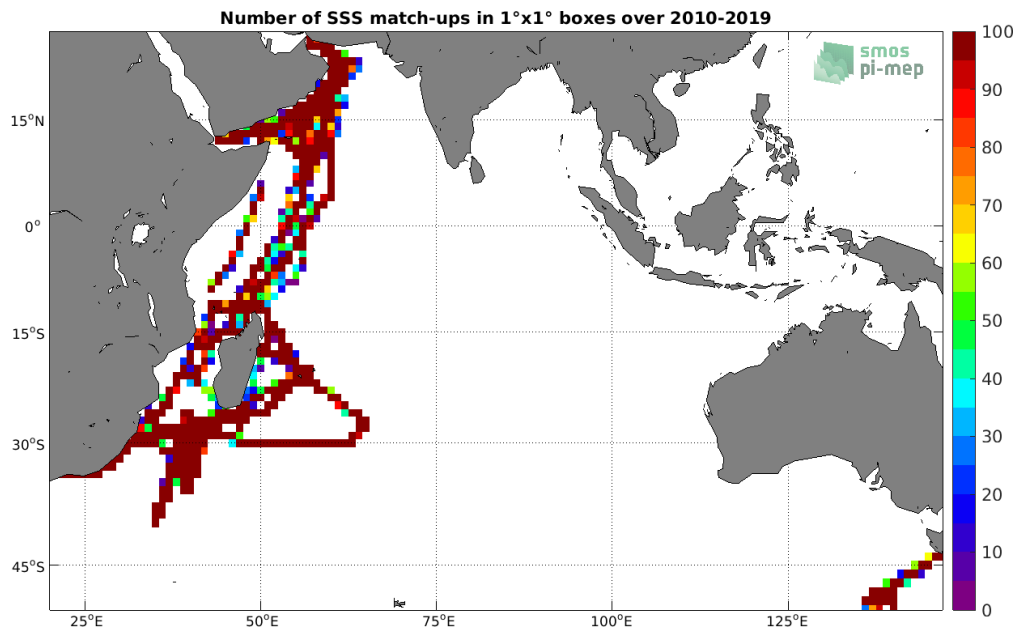 Number of SSS match-ups in 1°x1° boxes over 2010-2019
smos
pi-mep
15°N
0°
15°S
30°S
45°S
25°E
50°E
75°E
100°E
125°E
100
90
80
70
60
50
40
30
20
10
0